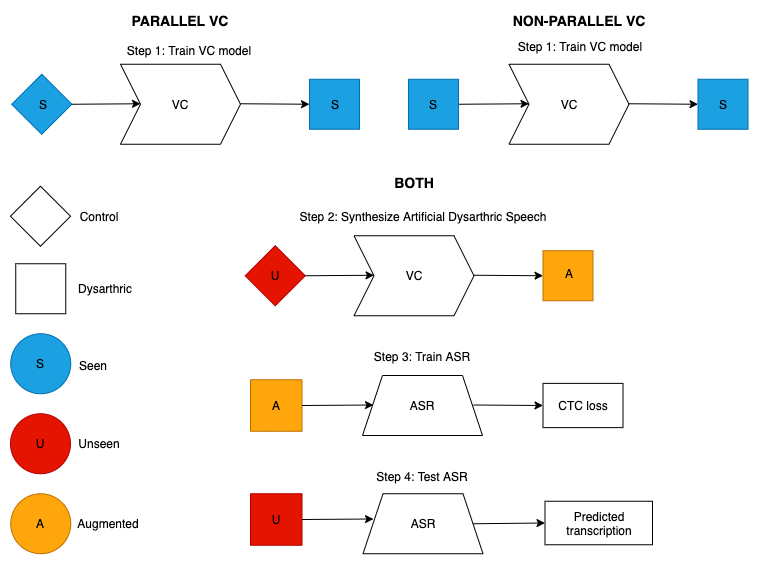 PARALLEL VC
NON-PARALLEL VC
Step 1: Train VC model
Step 1: Train VC model
S
VC
S
S
VC
S
BOTH
Control
Step 2: Synthesize Artificial Dysarthric Speech
Dysarthric
U
VC
A
S
Seen
Step 3: Train ASR
A
ASR
CTC loss
U
Unseen
Step 4: Test ASR
A
Augmented
U
ASR
Predicted
transcription